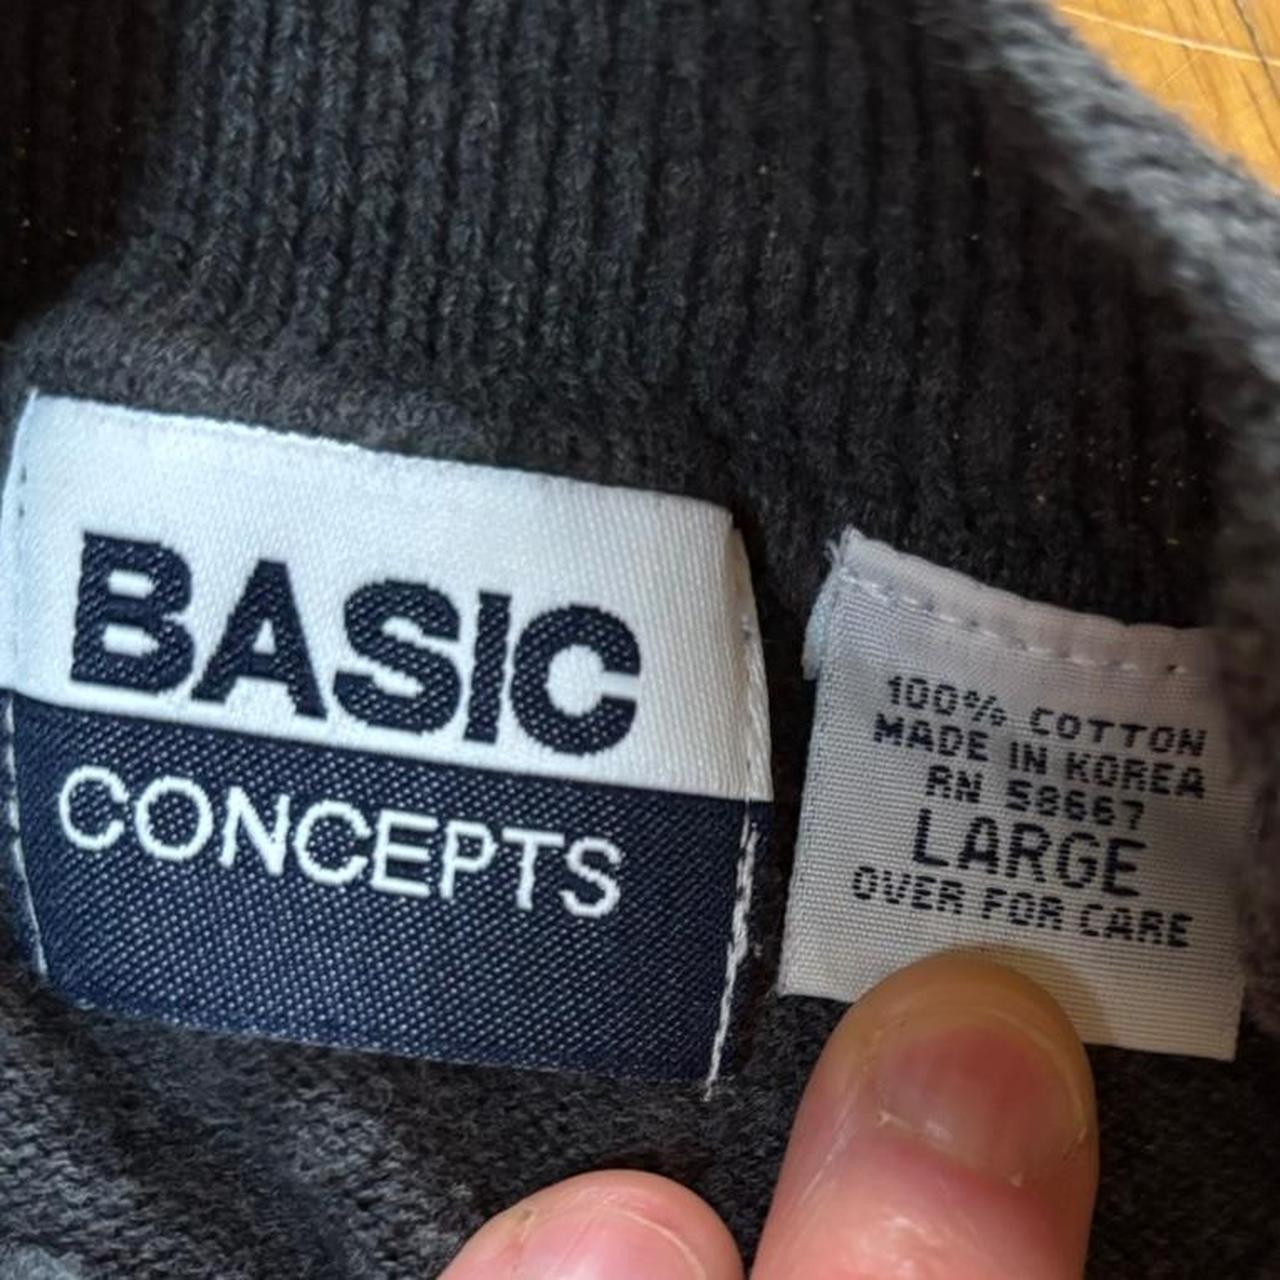 BASIC
CONCEPTS
100% COTTON
MADE IN KOREA
RN 58667
LARGE
OVER FOR CARE